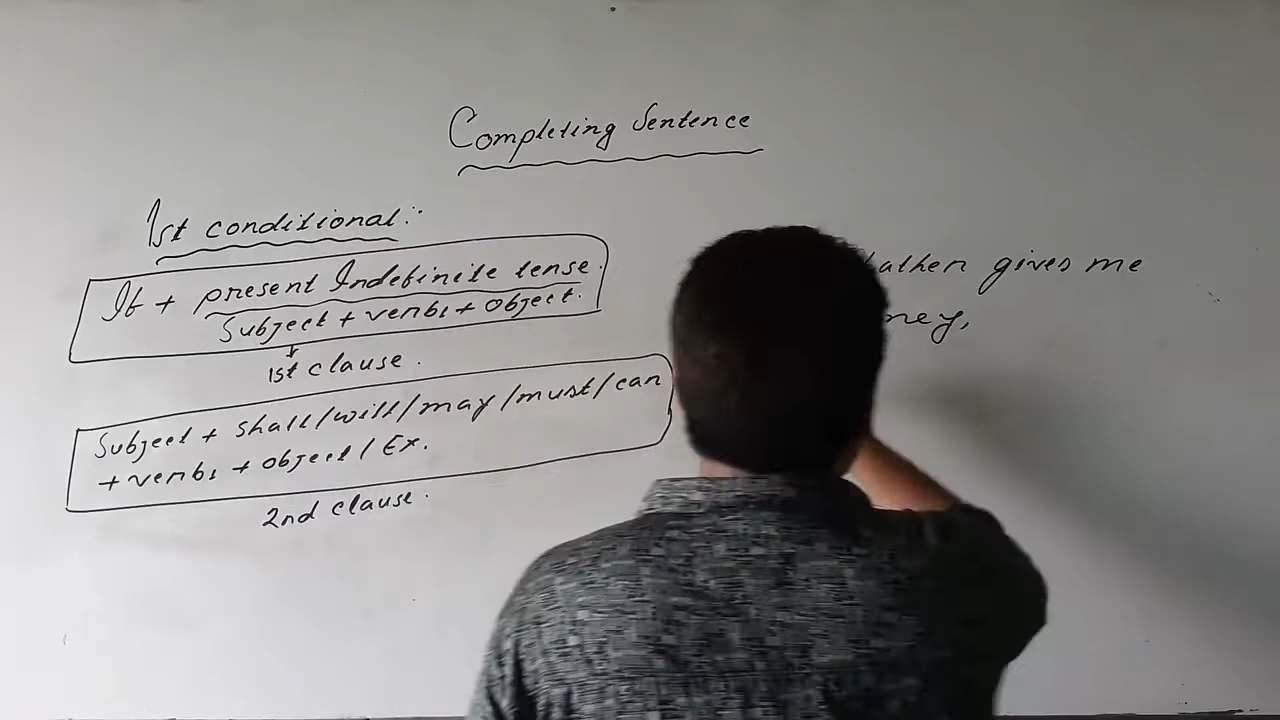 Completing Sentence
1st conditional:
If + present Indefinite tense.
Subject + verb1 + object.
1st clause.
Subject + shall/will/may/must/can
+ verb1 + object/Ex.
2nd clause.
gives me